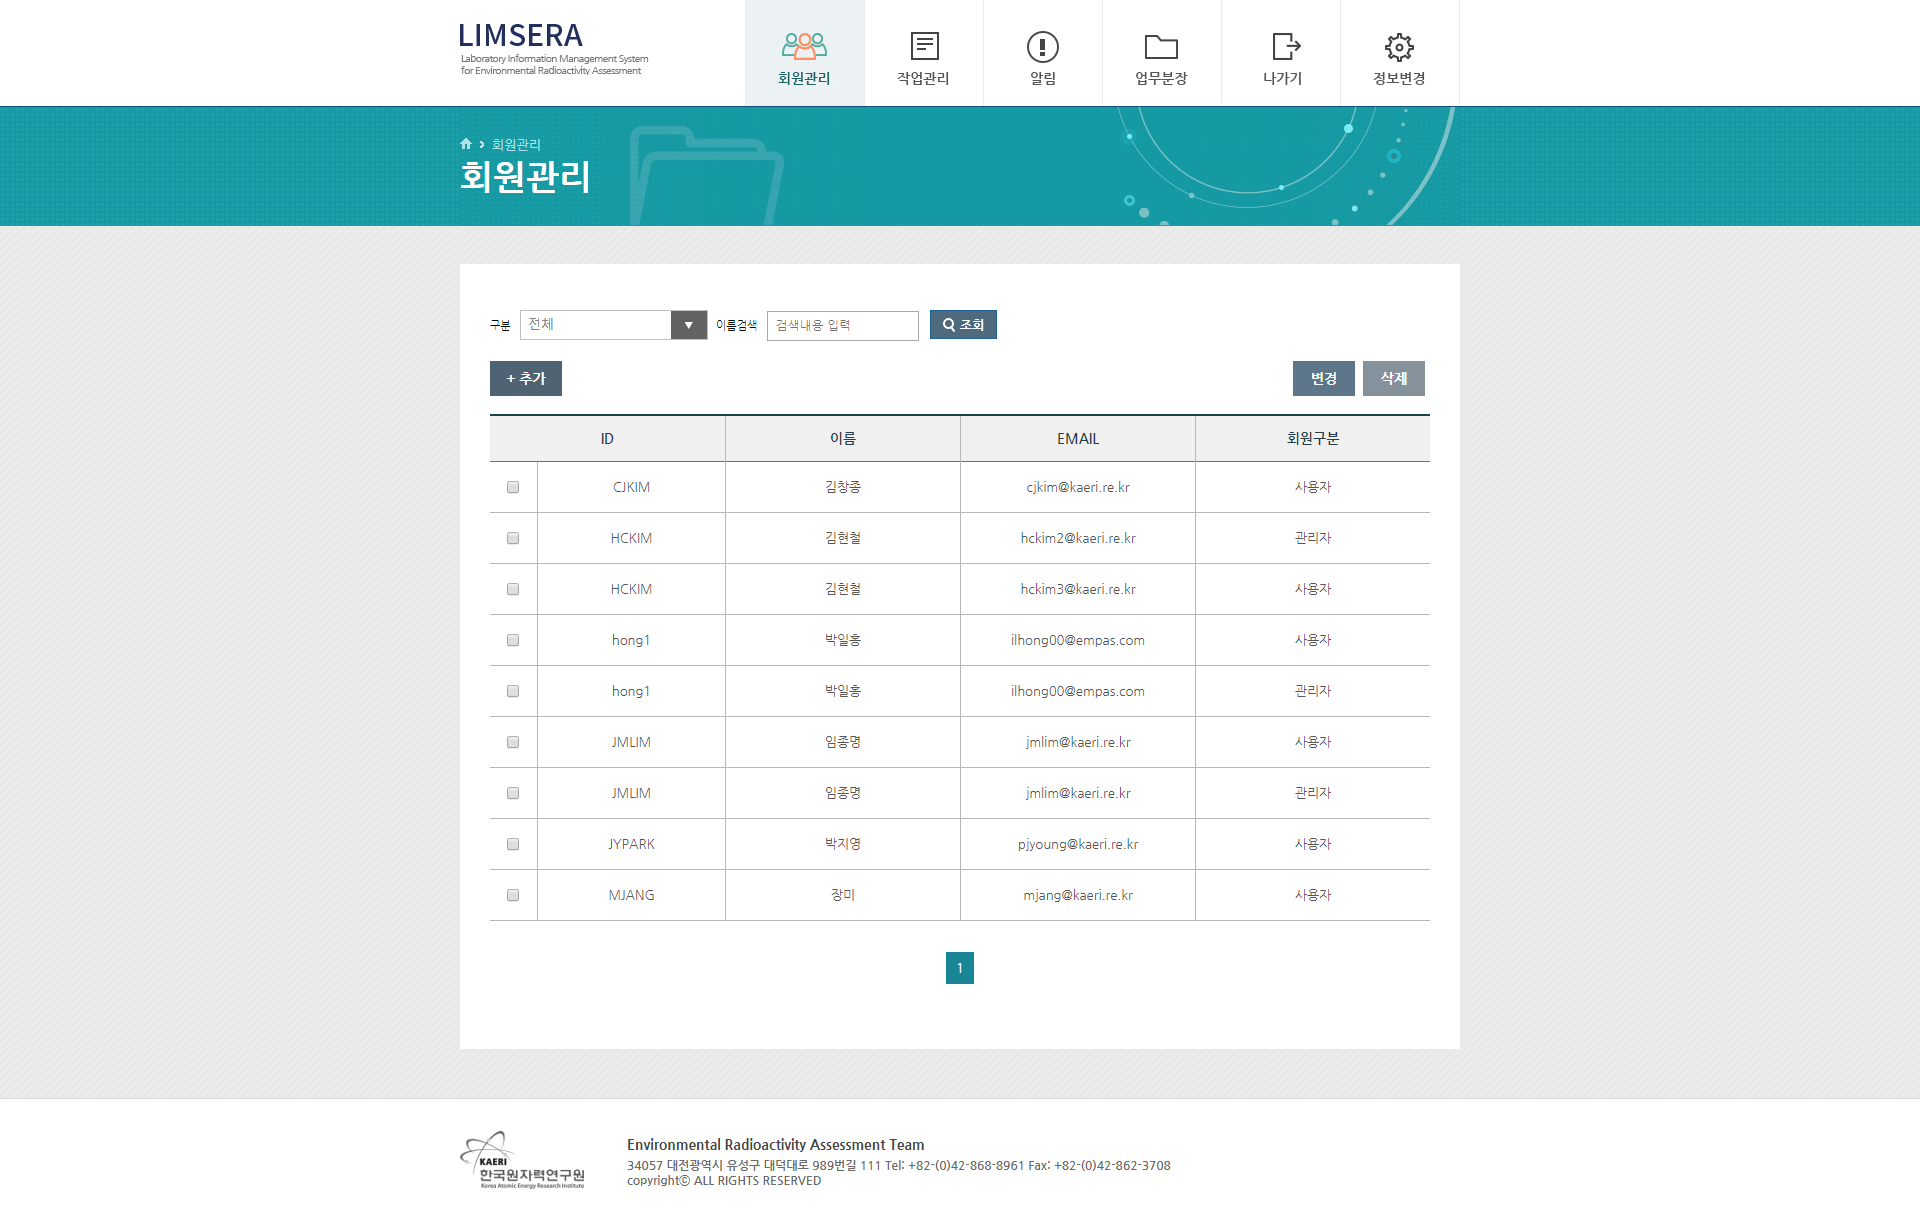 LIMSERA
Laboratory Information Management System
for Environmental Radioactivity Assessment
회원관리
작업관리
알림
업무분장
나가기
정보변경
회원관리
회원관리
구분
전체
이름검색
검색내용 입력
조회
+ 추가
변경
삭제
ID 이름 EMAIL 회원구분
CJKIM 김창종 cjkim@kaeri.re.kr 사용자
HCKIM 김현철 hckim2@kaeri.re.kr 관리자
HCKIM 김현철 hckim3@kaeri.re.kr 사용자
hong1 박일홍 ilhong00@empas.com 사용자
hong1 박일홍 ilhong00@empas.com 관리자
JMLIM 임종명 jmlim@kaeri.re.kr 사용자
JMLIM 임종명 jmlim@kaeri.re.kr 관리자
JYPARK 박지영 pjyoung@kaeri.re.kr 사용자
MJANG 장미 mjang@kaeri.re.kr 사용자
1
KAERI
한국원자력연구원
Korea Atomic Energy Research Institute
Environmental Radioactivity Assessment Team
34057 대전광역시 유성구 대덕대로 989번길 111 Tel: +82-(0)42-868-8961 Fax: +82-(0)42-862-3708
copyrightⓒ ALL RIGHTS RESERVED